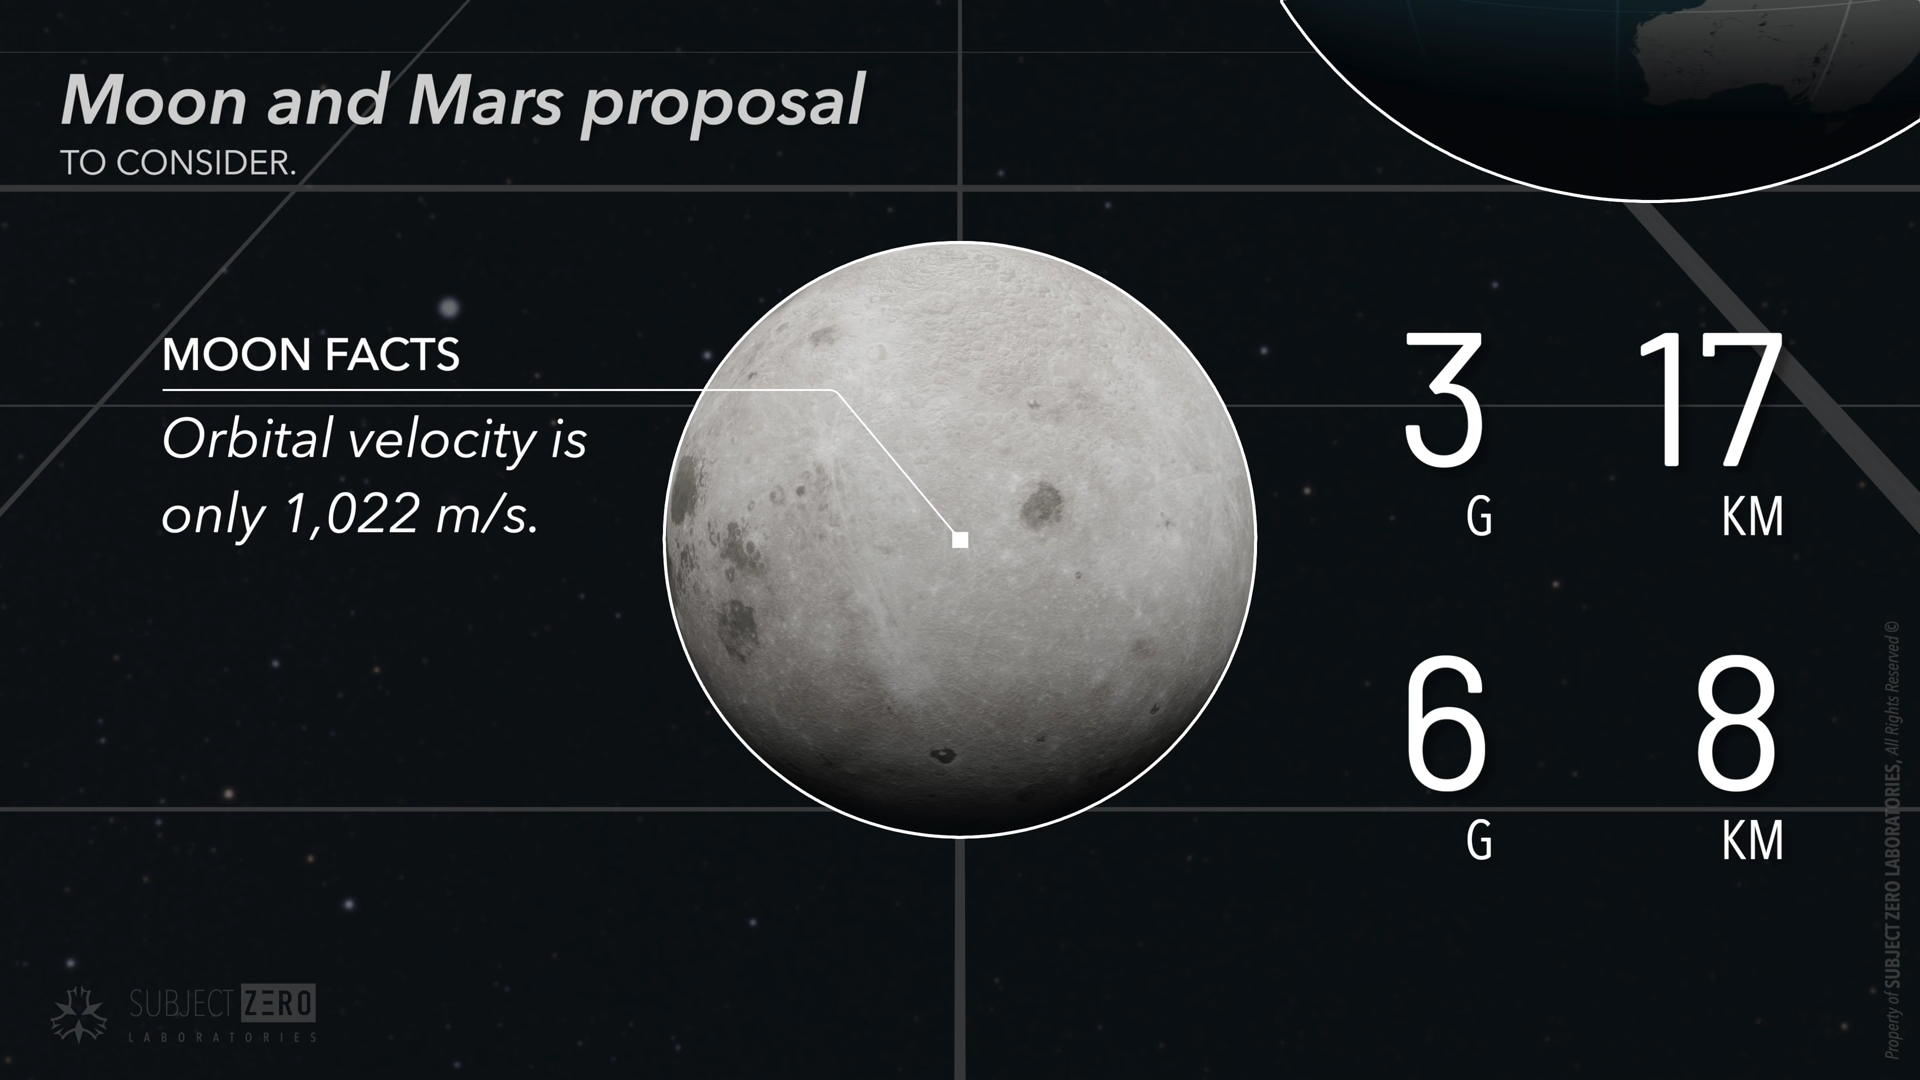 Moon and Mars proposal
TO CONSIDER.
MOON FACTS
Orbital velocity is
only 1,022 m/s.
3 17
G KM
6 8
G KM
SUBJECT ZERO
LABORATORIES
Property of SUBJECT ZERO LABORATORIES, All Rights Reserved ©